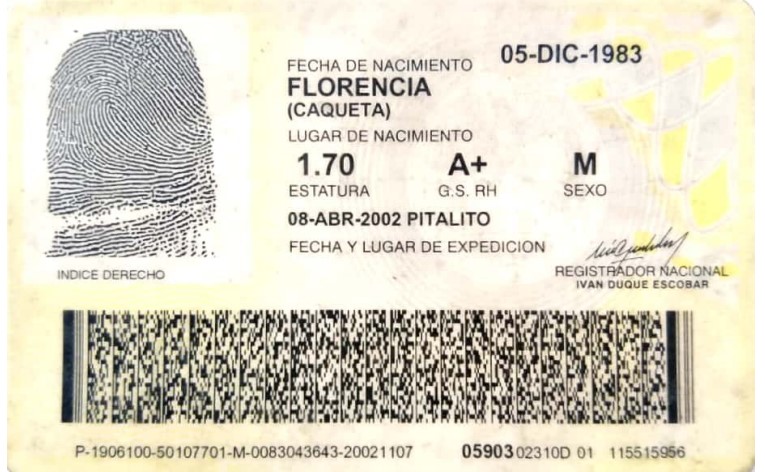 FECHA DE NACIMIENTO 05-DIC-1983
FLORENCIA
(CAQUETA)
LUGAR DE NACIMIENTO
1.70 A+ M
ESTATURA G.S. RH SEXO
08-ABR-2002 PITALITO
FECHA Y LUGAR DE EXPEDICION
INDICE DERECHO
REGISTRADOR NACIONAL
IVAN DUQUE ESCOBAR
P-1906100-50107701-M-0083043643-20021107 05903 02310D 01 115515956